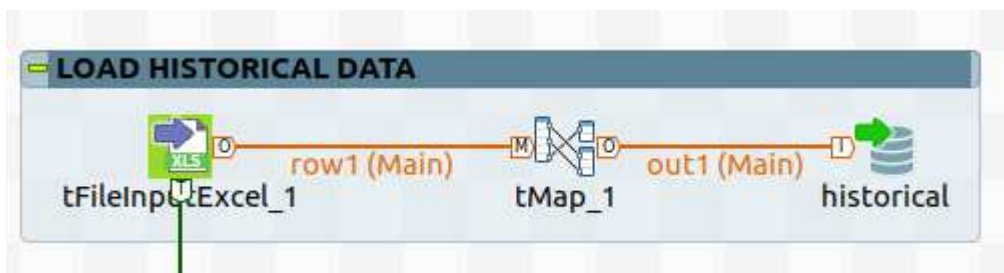 LOAD HISTORICAL DATA
XLS
O
row1 (Main)
M
O
out1 (Main)
I
T
tFileInputExcel_1
tMap_1
historical